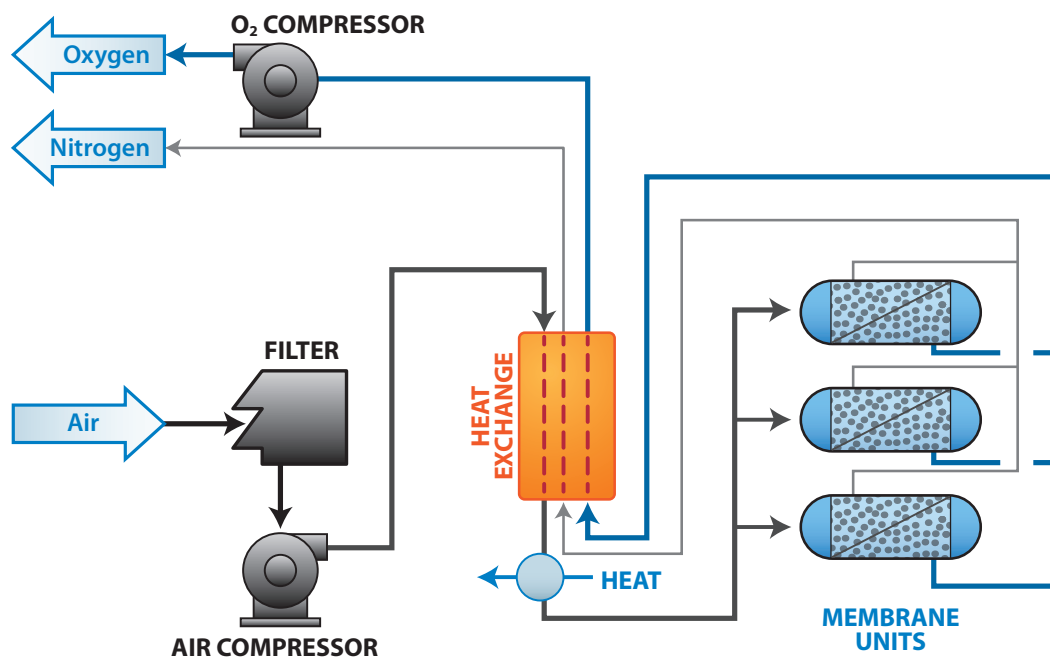 O₂ COMPRESSOR
Oxygen
Nitrogen
FILTER
Air
HEAT
EXCHANGE
HEAT
AIR COMPRESSOR
MEMBRANE
UNITS